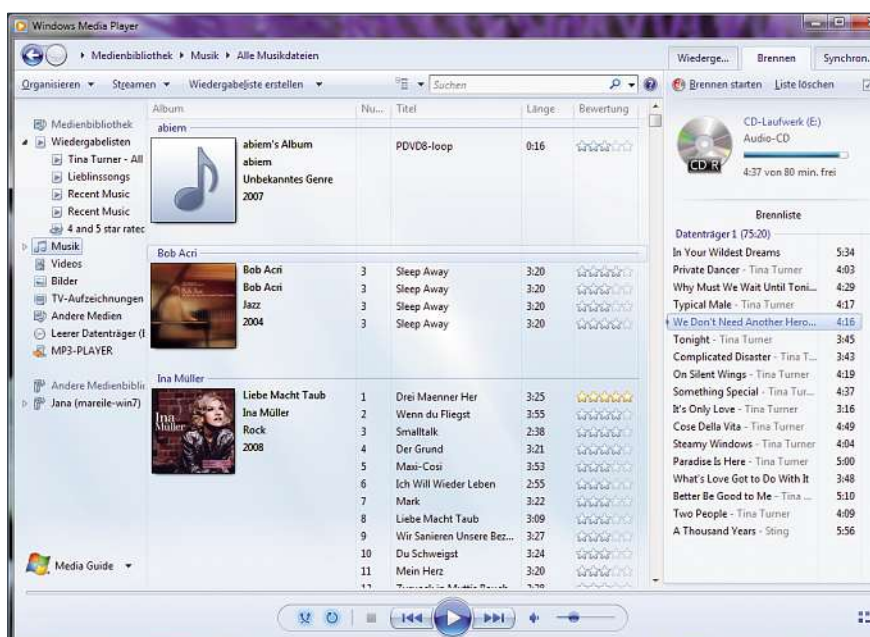 Windows Media Player
Medienbibliothek ▸ Musik ▸ Alle Musikdateien
Wiederge... Brennen Synchron.
Organisieren Streamen Wiedergabeliste erstellen Suchen
Brennen starten Liste löschen
Album Nu... Titel Länge Bewertung
Medienbibliothek
Wiedergabelisten
Tina Turner - All
Lieblinssongs
Recent Music
Recent Music
4 and 5 star ratec
Musik
Videos
Bilder
TV-Aufzeichnungen
Andere Medien
Leerer Datenträger (E
MP3-PLAYER
Andere Medienbiblic
Jana (mareile-win7)
Media Guide
abiem
abiem's Album PDVD8-loop 0:16
abiem
Unbekanntes Genre
2007
Bob Acri
Bob Acri 3 Sleep Away 3:20
Bob Acri 3 Sleep Away 3:20
Jazz 3 Sleep Away 3:20
2004 3 Sleep Away 3:20
Ina Müller
Ina
Müller
Liebe Macht Taub 1 Drei Maenner Her 3:25
Ina Müller 2 Wenn du Fliegst 3:55
Rock 3 Smalltalk 2:38
2008 4 Der Grund 3:21
5 Maxi-Cosi 3:53
6 Ich Will Wieder Leben 2:55
7 Mark 3:22
8 Liebe Macht Taub 3:09
9 Wir Sanieren Unsere Bez... 3:27
10 Du Schweigst 3:24
11 Mein Herz 3:20
CD-Laufwerk (E:)
Audio-CD
CD R
4:37 von 80 min. frei
Brennliste
Datenträger 1 (75:20)
In Your Wildest Dreams 5:34
Private Dancer - Tina Turner 4:03
Why Must We Wait Until Toni... 4:29
Typical Male - Tina Turner 4:17
We Don't Need Another Hero... 4:16
Tonight - Tina Turner 3:45
Complicated Disaster - Tina T... 3:43
On Silent Wings - Tina Turner 4:19
Something Special - Tina Tur... 4:37
It's Only Love - Tina Turner 3:16
Cose Della Vita - Tina Turner 4:49
Steamy Windows - Tina Turner 4:04
Paradise Is Here - Tina Turner 5:00
What's Love Got to Do With It 3:48
Better Be Good to Me - Tina ... 5:10
Two People - Tina Turner 4:09
A Thousand Years - Sting 5:56